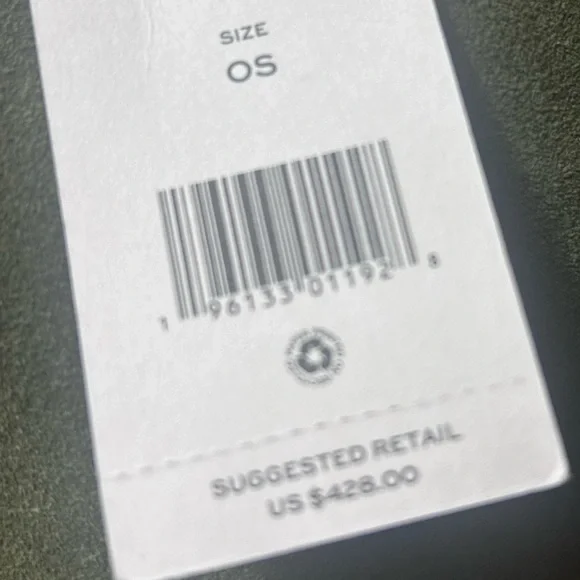 SIZE
OS
1 96133 01192 8
SUGGESTED RETAIL
US $428.00